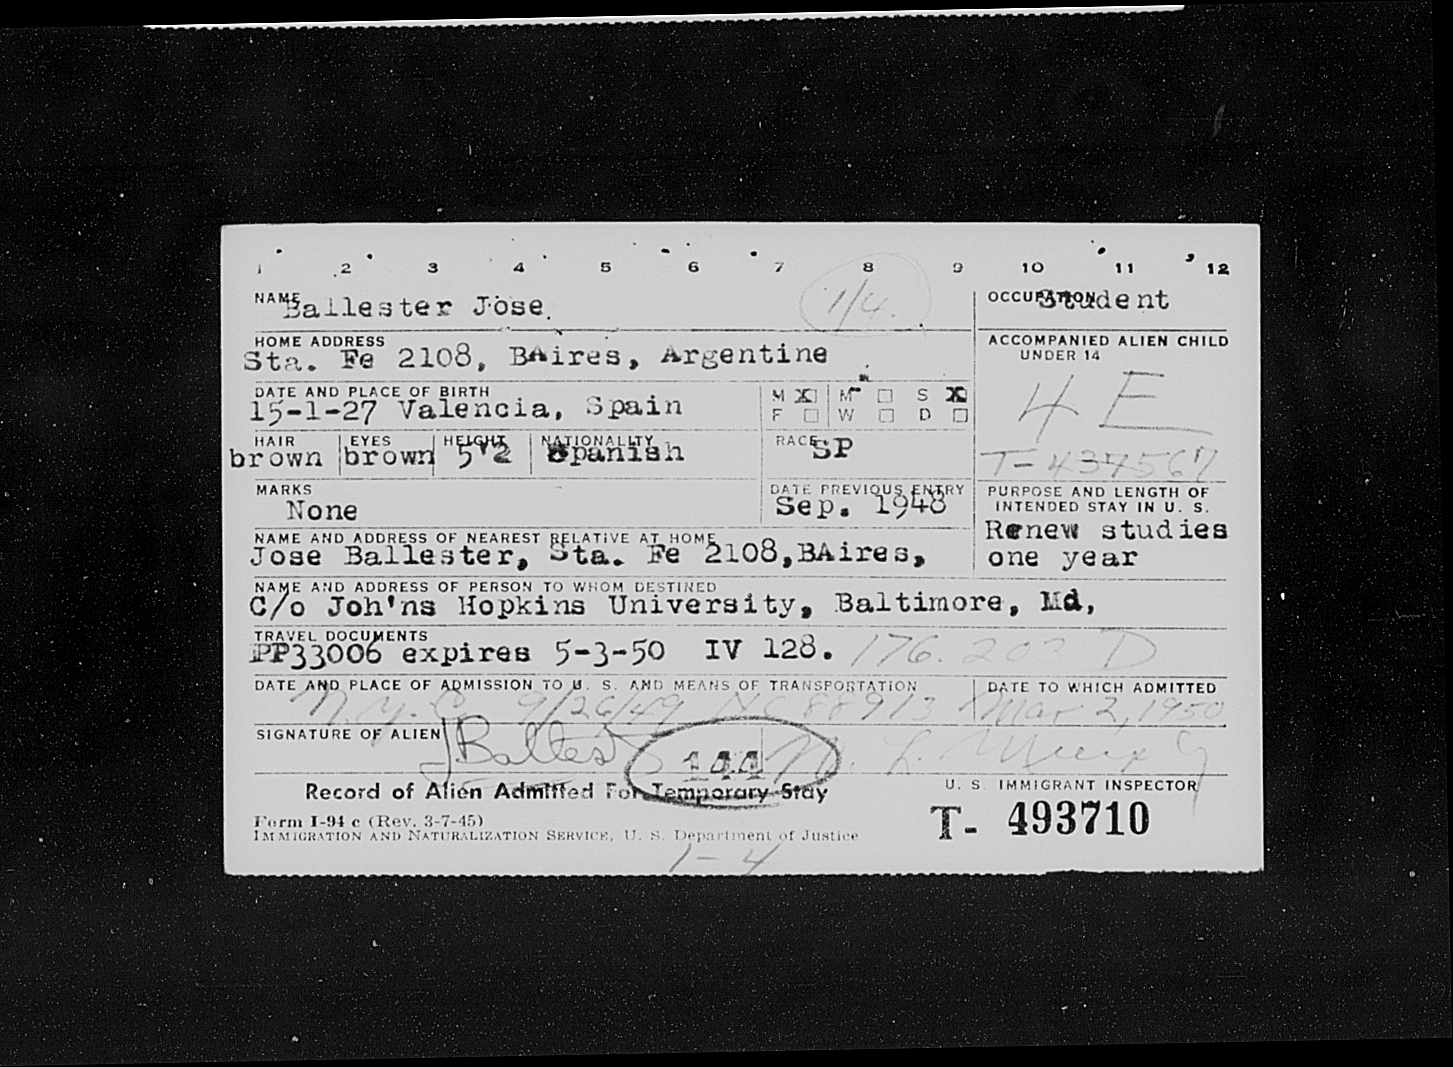 1 2 3 4 5 6 7 8 9 10 11 12
NAME Ballester Jose. 1/4.
OCCUPATION Student
HOME ADDRESS
Sta. Fe 2108, BAires, Argentine
ACCOMPANIED ALIEN CHILD
UNDER 14
4 E
T-437567
DATE AND PLACE OF BIRTH
15-1-27 Valencia, Spain
M X M S X
F W D
HAIR EYES HEIGHT NATIONALITY RACE
brown brown 5'2 Spanish SP
MARKS
None
DATE PREVIOUS ENTRY
Sep. 1948
PURPOSE AND LENGTH OF
INTENDED STAY IN U. S.
Renew studies
one year
NAME AND ADDRESS OF NEAREST RELATIVE AT HOME
Jose Ballester, Sta. Fe 2108,BAires,
NAME AND ADDRESS OF PERSON TO WHOM DESTINED
C/o Joh'ns Hopkins University, Baltimore, Md,
TRAVEL DOCUMENTS
PP33006 expires 5-3-50 IV 128. 176. D
DATE AND PLACE OF ADMISSION TO U. S. AND MEANS OF TRANSPORTATION
N.Y.C. 9/26/49 NC 88913
DATE TO WHICH ADMITTED
Mar 2, 1950
SIGNATURE OF ALIEN J Ballester
144
U. S. IMMIGRANT INSPECTOR
Record of Alien Admitted For Temporary Stay
Form I-94 c (Rev. 3-7-45)
IMMIGRATION AND NATURALIZATION SERVICE, U. S. Department of Justice
T- 493710
1-4